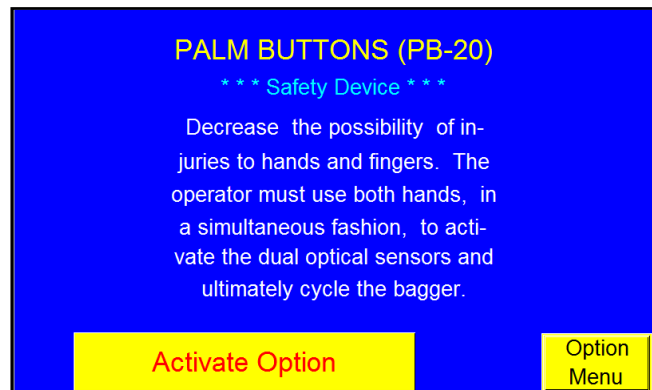 PALM BUTTONS (PB-20)
* * * Safety Device * * *
Decrease the possibility of in-
juries to hands and fingers. The
operator must use both hands, in
a simultaneous fashion, to acti-
vate the dual optical sensors and
ultimately cycle the bagger.
Activate Option
Option
Menu